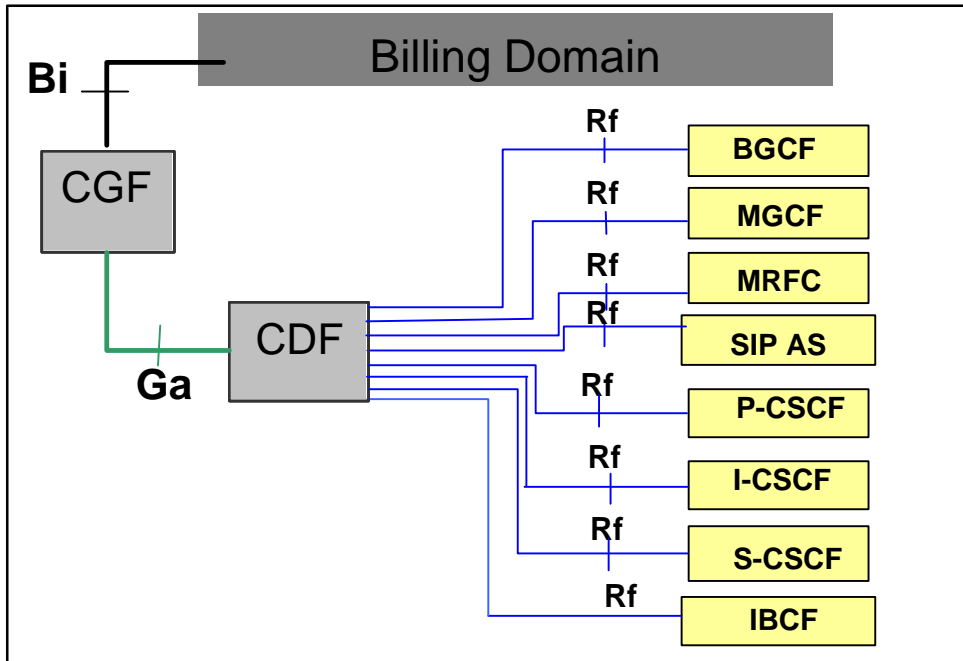 Billing Domain
Bi
Rf
BGCF
CGF
Rf
MGCF
Rf
MRFC
Rf
CDF
SIP AS
Ga
Rf
P-CSCF
Rf
I-CSCF
Rf
S-CSCF
Rf
IBCF